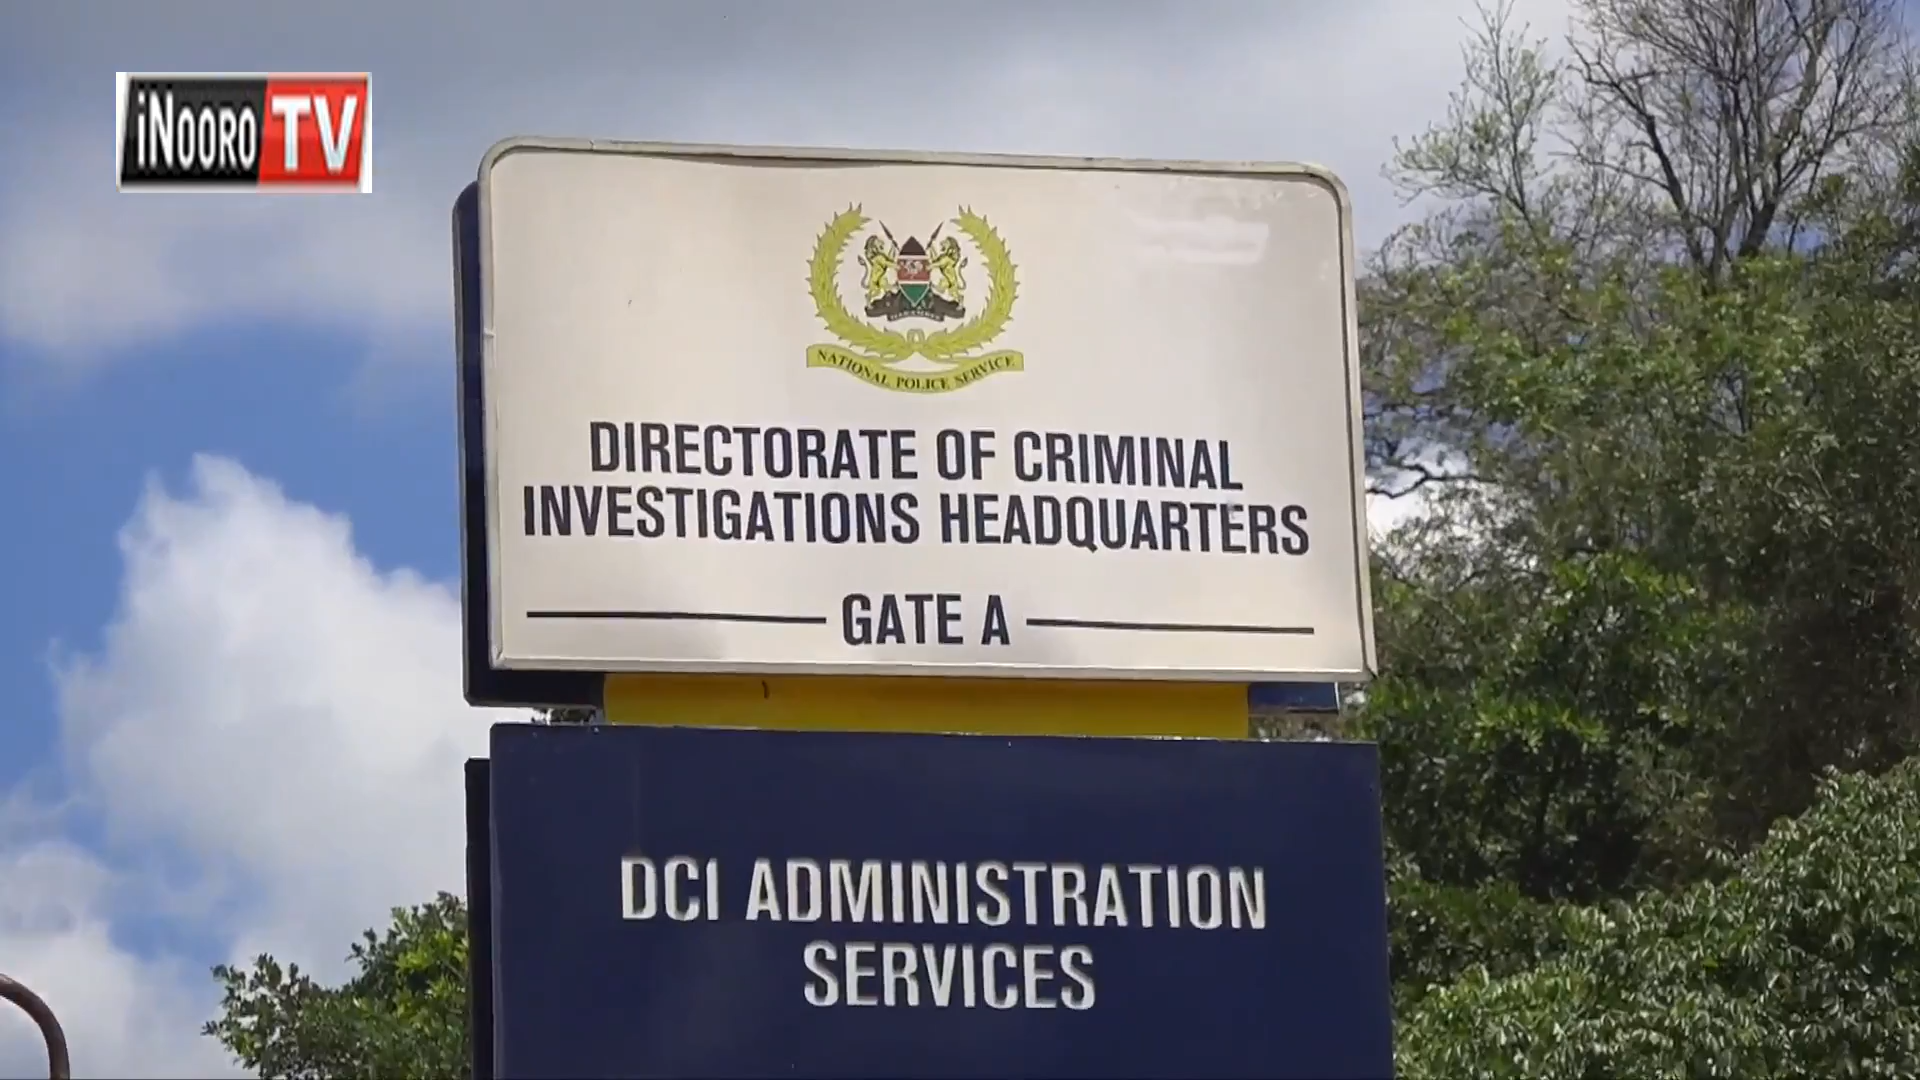 iNOORO TV
NATIONAL POLICE SERVICE
DIRECTORATE OF CRIMINAL
INVESTIGATIONS HEADQUARTERS
GATE A
DCI ADMINISTRATION
SERVICES